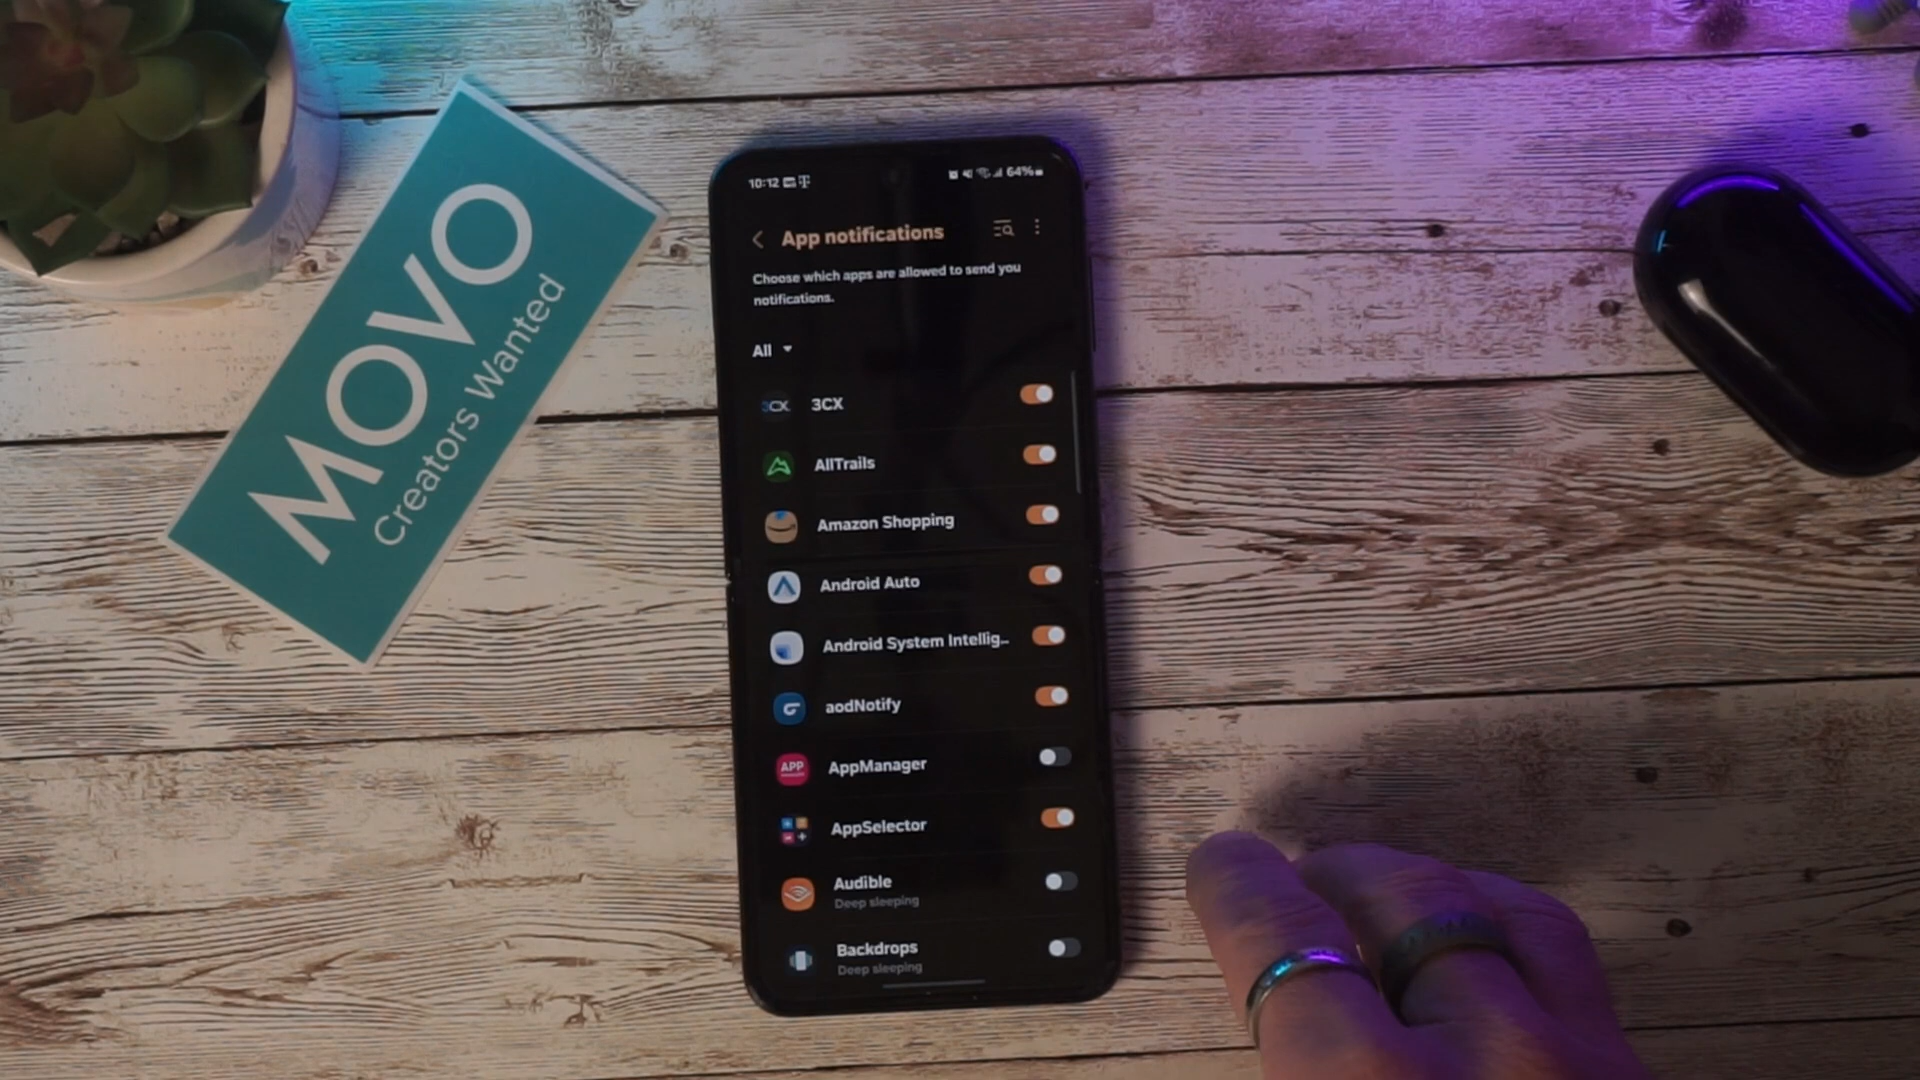 MOVO
Creators Wanted
10:12
64%
App notifications
Choose which apps are allowed to send you
notifications.
All
3CX
3CX
AllTrails
Amazon Shopping
Android Auto
Android System Intellig...
aodNotify
APP
AppManager
AppSelector
Audible
Deep sleeping
Backdrops
Deep sleeping